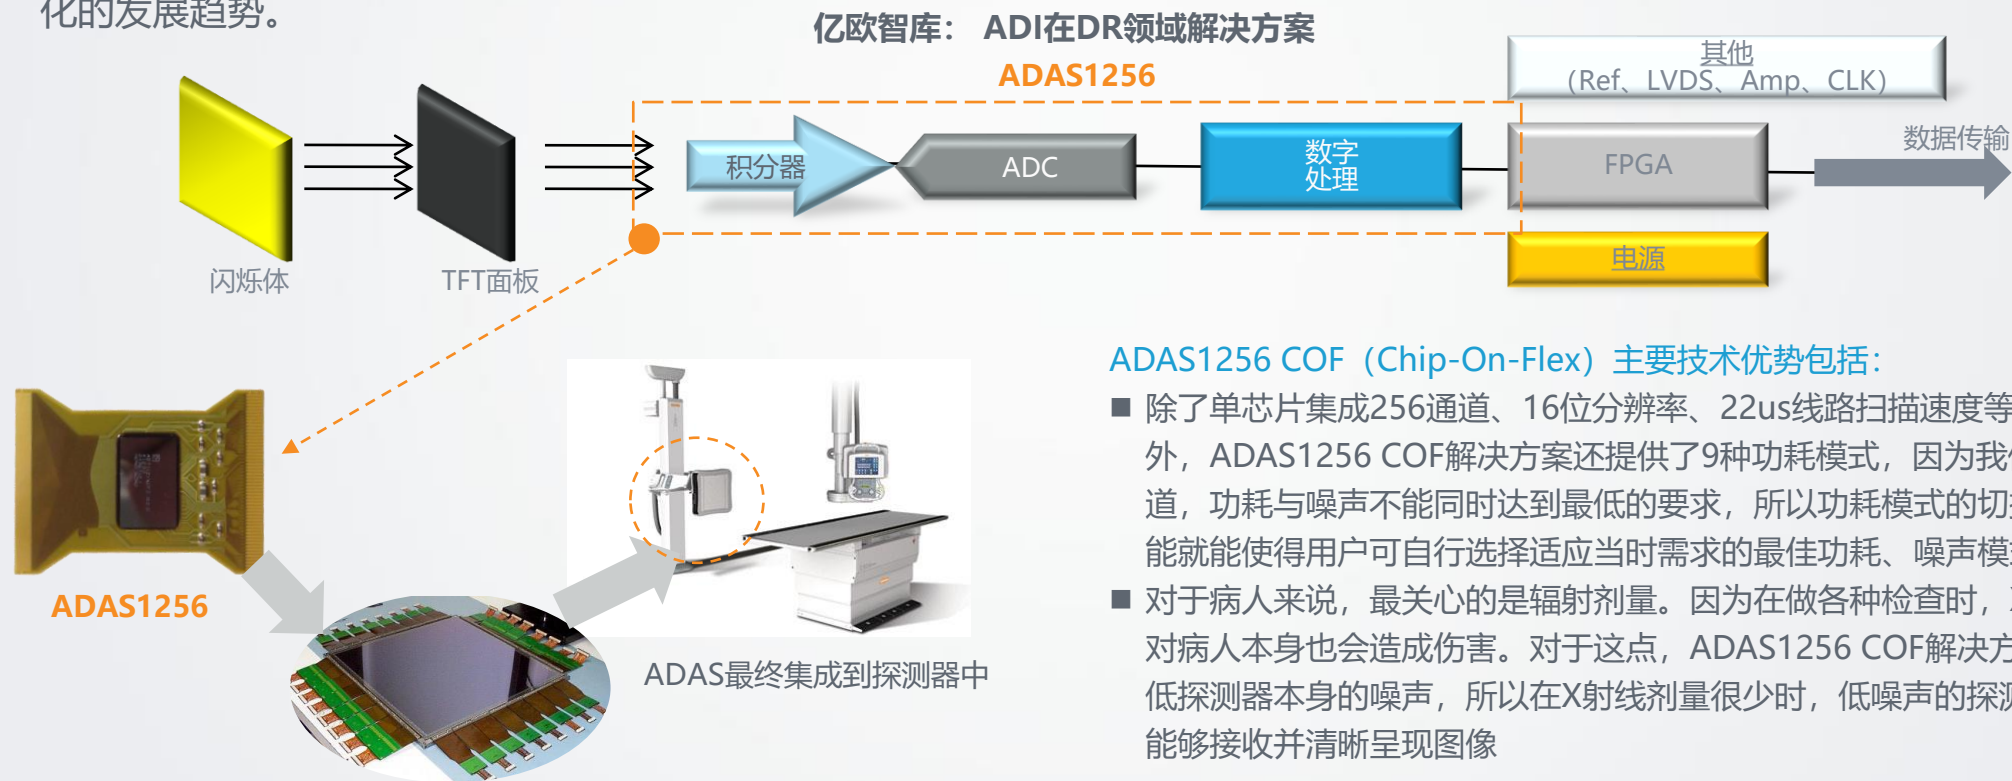 化的发展趋势。
亿欧智库： ADI在DR领域解决方案
ADAS1256
其他
（Ref、LVDS、Amp、CLK）
数据传输
积分器
ADC
数字
处理
FPGA
电源
闪烁体
TFT面板
ADAS1256
ADAS最终集成到探测器中
ADAS1256 COF（Chip-On-Flex）主要技术优势包括：
■ 除了单芯片集成256通道、16位分辨率、22us线路扫描速度等
外，ADAS1256 COF解决方案还提供了9种功耗模式，因为我
道，功耗与噪声不能同时达到最低的要求，所以功耗模式的切
能就能使得用户可自行选择适应当时需求的最佳功耗、噪声模
■ 对于病人来说，最关心的是辐射剂量。因为在做各种检查时，
对病人本身也会造成伤害。对于这点，ADAS1256 COF解决方
低探测器本身的噪声，所以在X射线剂量很少时，低噪声的探
能够接收并清晰呈现图像